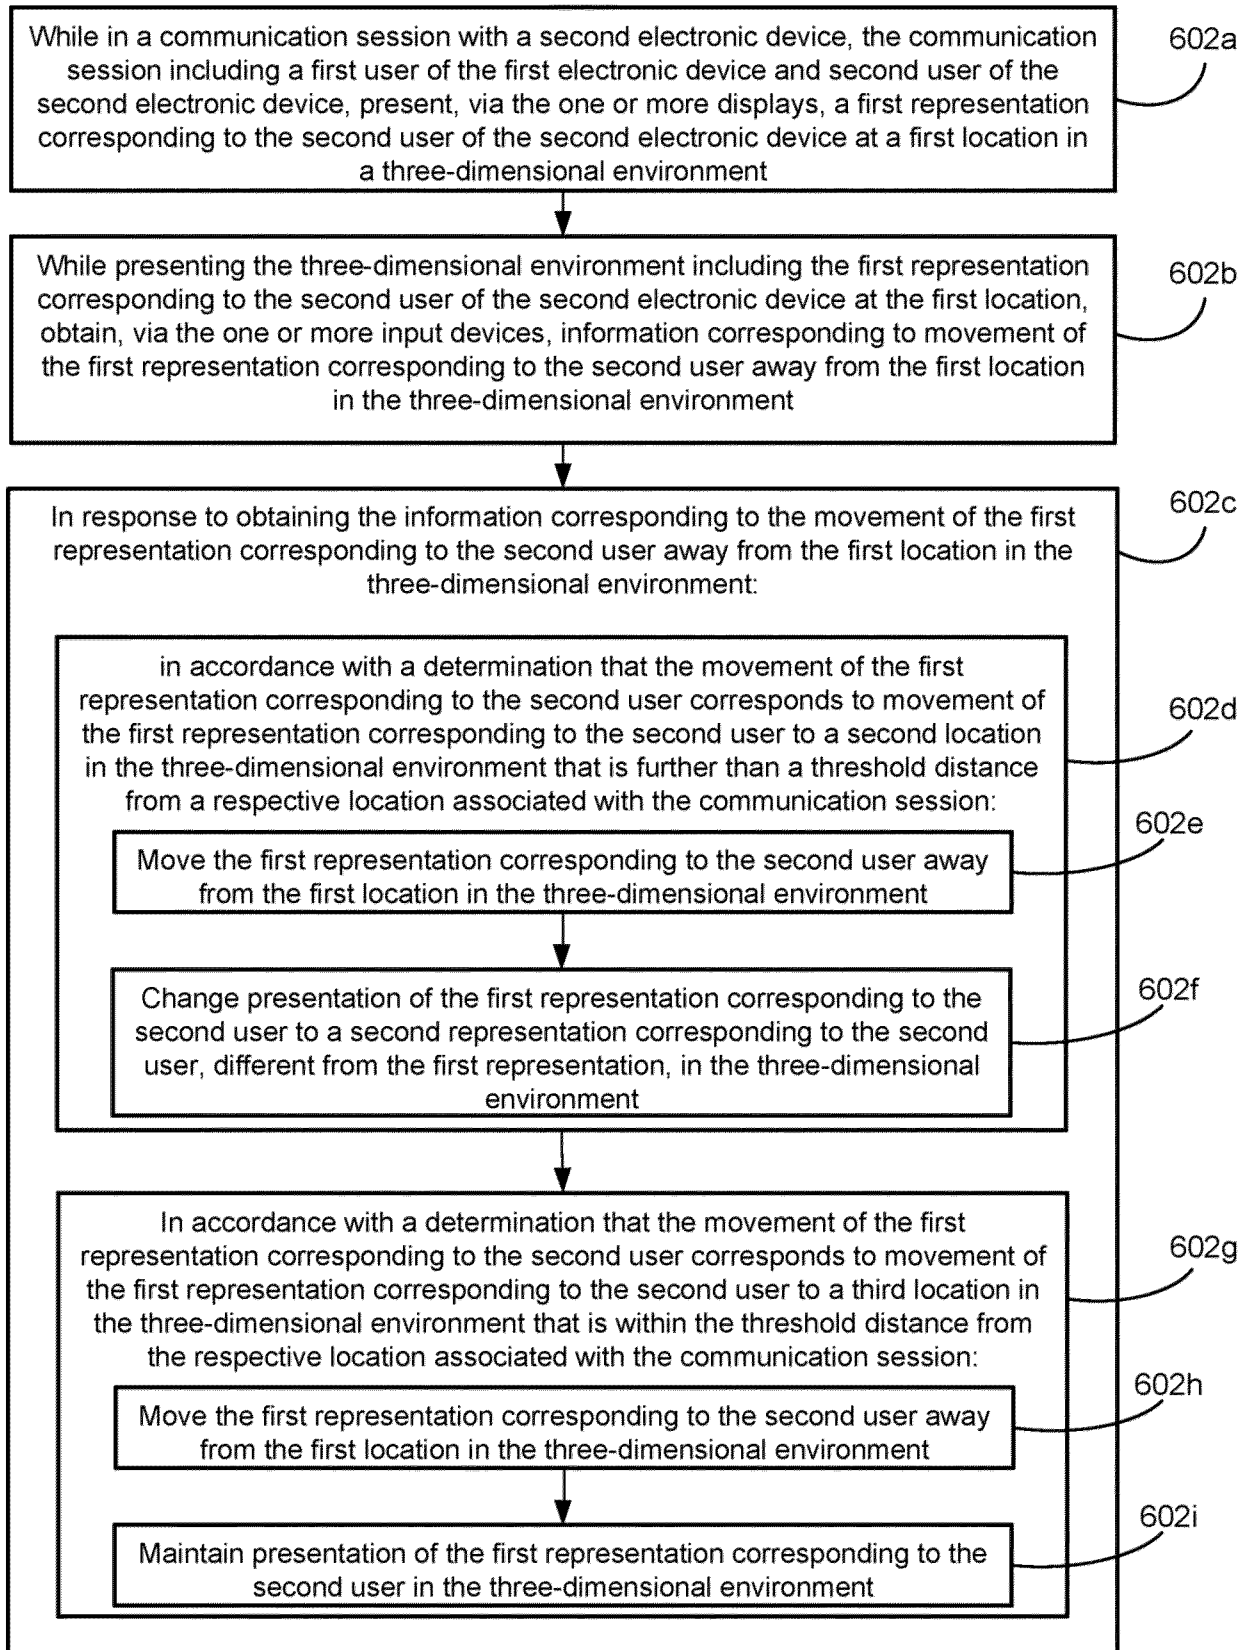 While in a communication session with a second electronic device, the communication
session including a first user of the first electronic device and second user of the
second electronic device, present, via the one or more displays, a first representation
corresponding to the second user of the second electronic device at a first location in
a three-dimensional environment
602a
While presenting the three-dimensional environment including the first representation
corresponding to the second user of the second electronic device at the first location,
obtain, via the one or more input devices, information corresponding to movement of
the first representation corresponding to the second user away from the first location
in the three-dimensional environment
602b
In response to obtaining the information corresponding to the movement of the first
representation corresponding to the second user away from the first location in the
three-dimensional environment:
602c
in accordance with a determination that the movement of the first
representation corresponding to the second user corresponds to movement of
the first representation corresponding to the second user to a second location
in the three-dimensional environment that is further than a threshold distance
from a respective location associated with the communication session:
602d
Move the first representation corresponding to the second user away
from the first location in the three-dimensional environment
602e
Change presentation of the first representation corresponding to the
second user to a second representation corresponding to the second
user, different from the first representation, in the three-dimensional
environment
602f
In accordance with a determination that the movement of the first
representation corresponding to the second user corresponds to movement of
the first representation corresponding to the second user to a third location in
the three-dimensional environment that is within the threshold distance from
the respective location associated with the communication session:
602g
Move the first representation corresponding to the second user away
from the first location in the three-dimensional environment
602h
Maintain presentation of the first representation corresponding to the
second user in the three-dimensional environment
602i